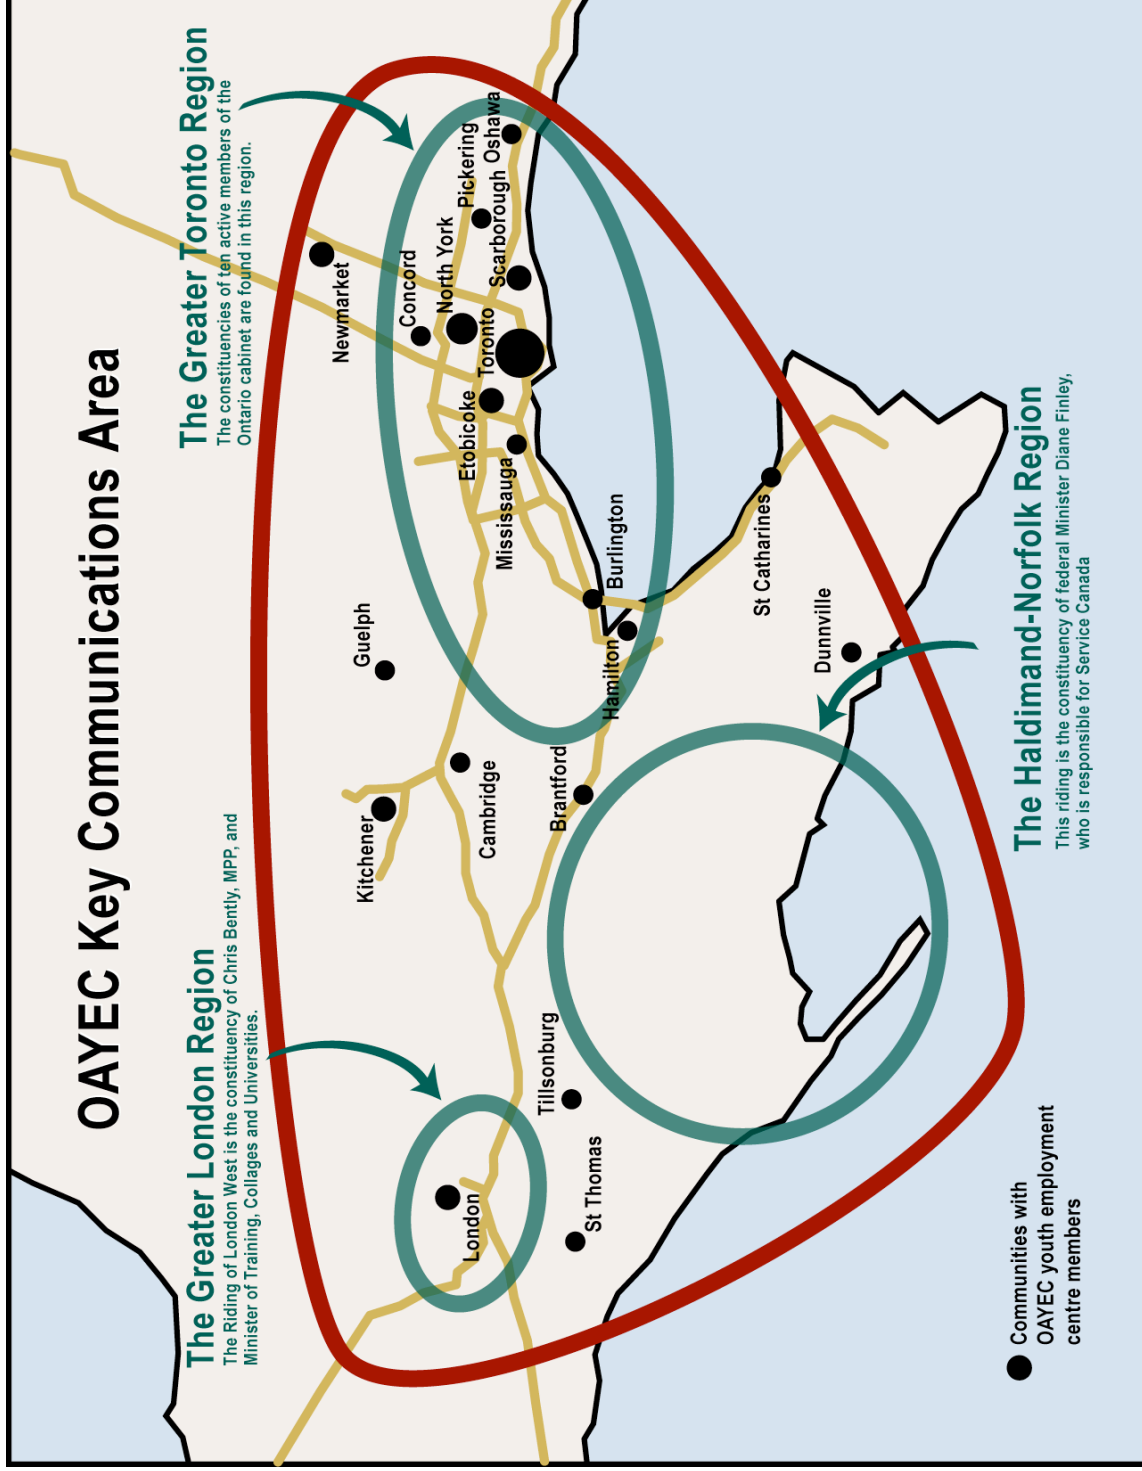 OAYEC Key Communications Area
The Greater London Region
The Riding of London West is the constituency of Chris Bently, MPP, and
Minister of Training, Collages and Universities.
The Greater Toronto Region
The constituencies of ten active members of the
Ontario cabinet are found in this region.
Newmarket
Concord
North York
Pickering
Oshawa
Scarborough
Toronto
Etobicoke
Mississauga
Guelph
Kitchener
Cambridge
Burlington
Hamilton
Brantford
St Catharines
Dunnville
London
Tillsonburg
St Thomas
The Haldimand-Norfolk Region
This riding is the constituency of federal Minister Diane Finley,
who is responsible for Service Canada
Communities with
OAYEC youth employment
centre members